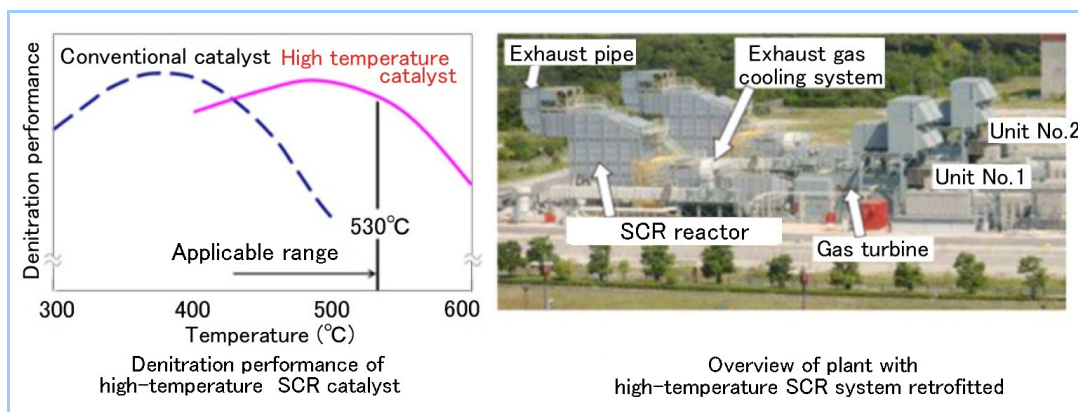 Conventional catalyst
High temperature
catalyst
Denitration performance
530℃
Applicable range
300
400
500
600
Temperature (℃)
Denitration performance of
high-temperature SCR catalyst
Exhaust pipe
Exhaust gas
cooling system
Unit No.2
Unit No.1
SCR reactor
Gas turbine
Overview of plant with
high-temperature SCR system retrofitted